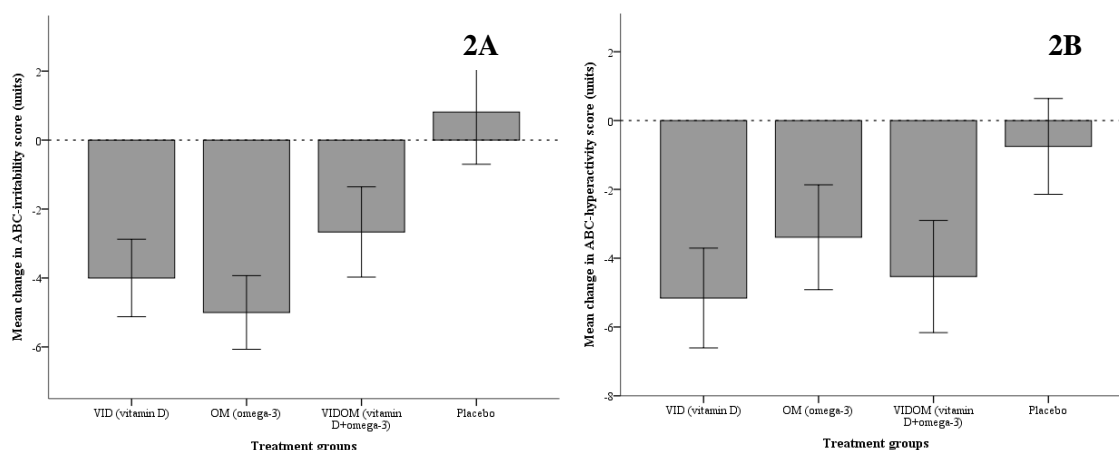 2A
Mean change in ABC-irritability score (units)
2
0
-2
-4
-6
VID (vitamin D)
OM (omega-3)
VIDOM (vitamin
D+omega-3)
Placebo
Treatment groups
2B
Mean change in ABC-hyperactivity score (units)
2
0
-2
-4
-6
-8
VID (vitamin D)
OM (omega-3)
VIDOM (vitamin
D+omega-3)
Placebo
Treatment groups